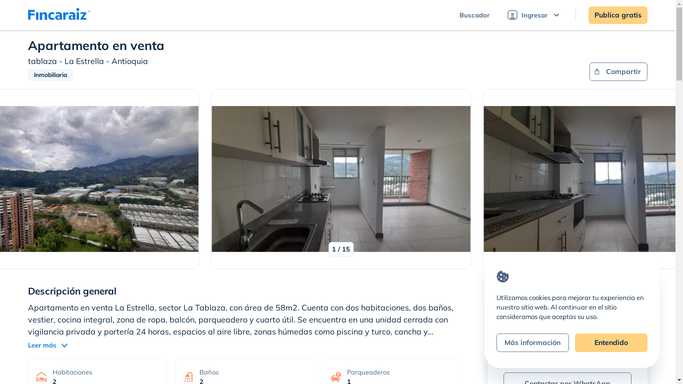 Fincaraiz
Buscador
Ingresar
Publica gratis
Apartamento en venta
tablaza - La Estrella - Antioquia
Inmobiliaria
Compartir
1 / 15
Descripción general
Apartamento en venta La Estrella, sector La Tablaza, con área de 58m2. Cuenta con dos habitaciones, dos baños,
vestier, cocina integral, zona de ropa, balcón, parqueadero y cuarto útil. Se encuentra en una unidad cerrada con
vigilancia privada y portería 24 horas, espacios al aire libre, zonas húmedas como piscina y turco, cancha y...
Leer más
Habitaciones
2
Baños
2
Parqueaderos
1
Utilizamos cookies para mejorar tu experiencia en
nuestro sitio web. Al continuar en el sitio
consideramos que aceptas su uso.
Más información
Entendido
Contactar por WhatsApp